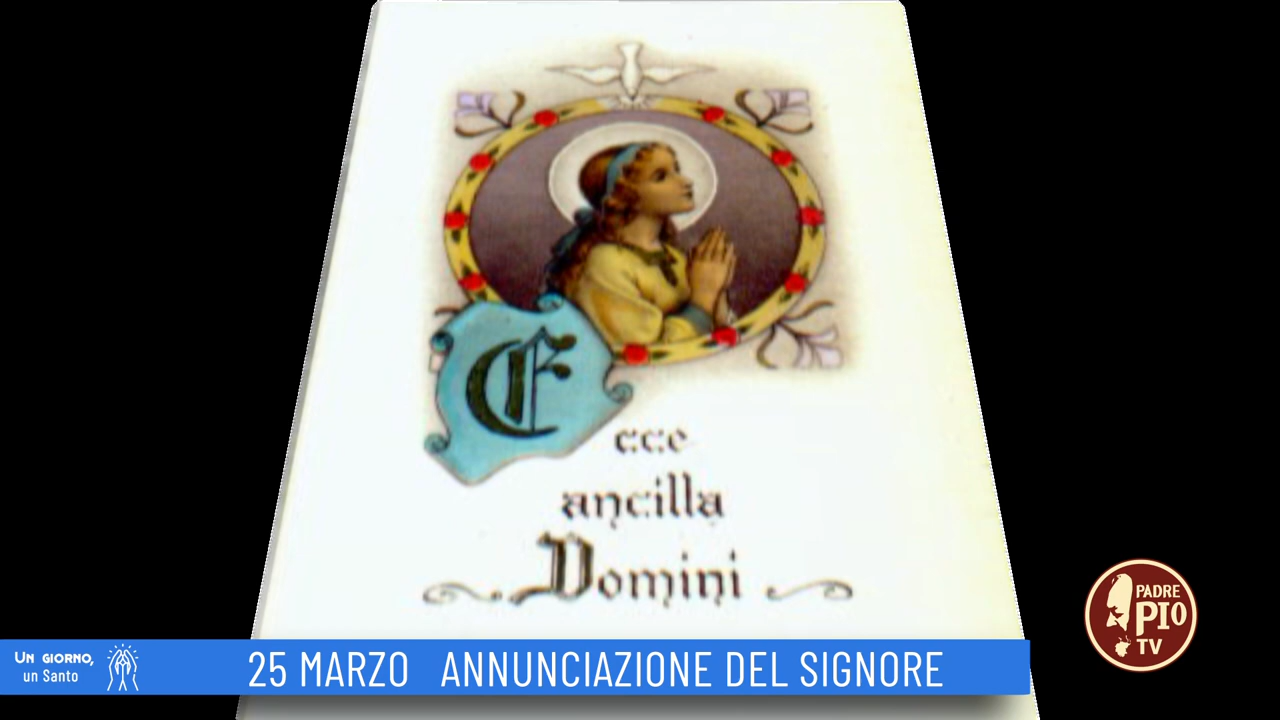 Ecce
ancilla
Domini
Un giorno,
un Santo
25 MARZO ANNUNCIAZIONE DEL SIGNORE
PADRE
PIO
TV